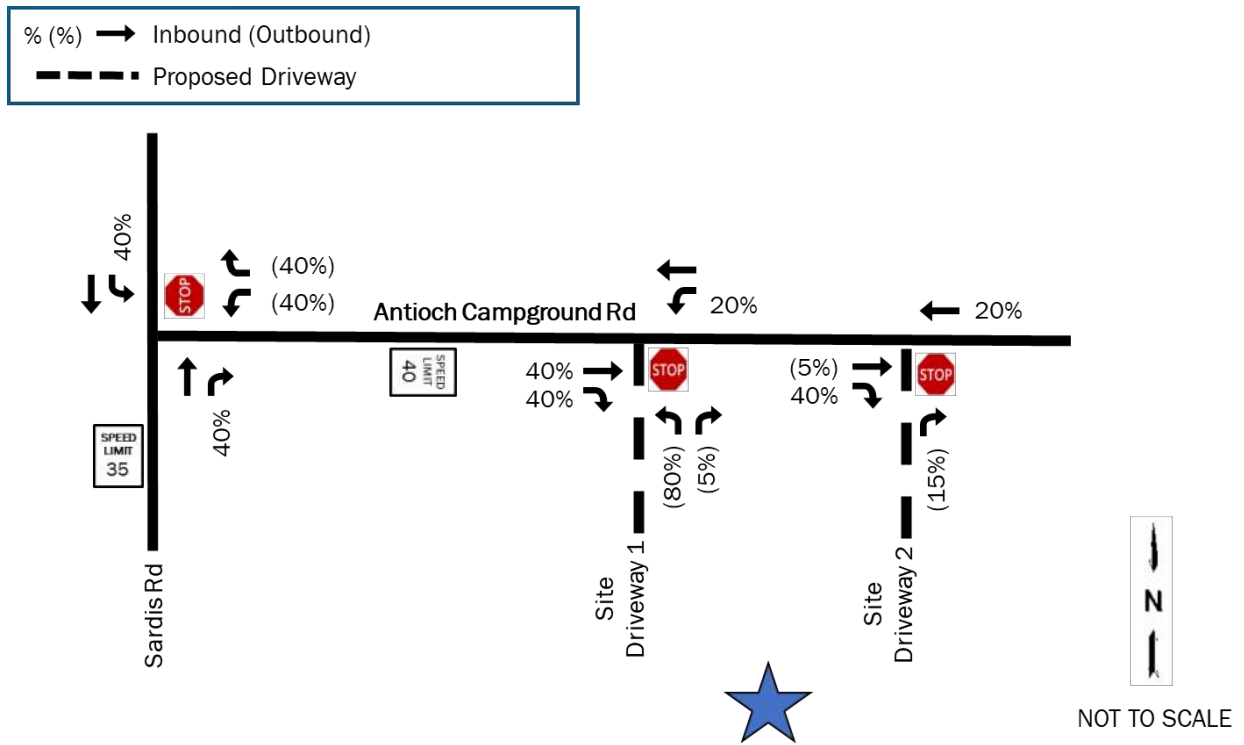 % (%) Inbound (Outbound)
Proposed Driveway
40%
STOP
(40%)
(40%)
Antioch Campground Rd
20%
20%
SPEED
LIMIT
40
40%
40%
STOP
(5%)
40%
STOP
40%
(80%)
(5%)
(15%)
SPEED
LIMIT
35
Sardis Rd
Site
Driveway 1
Site
Driveway 2
N
NOT TO SCALE